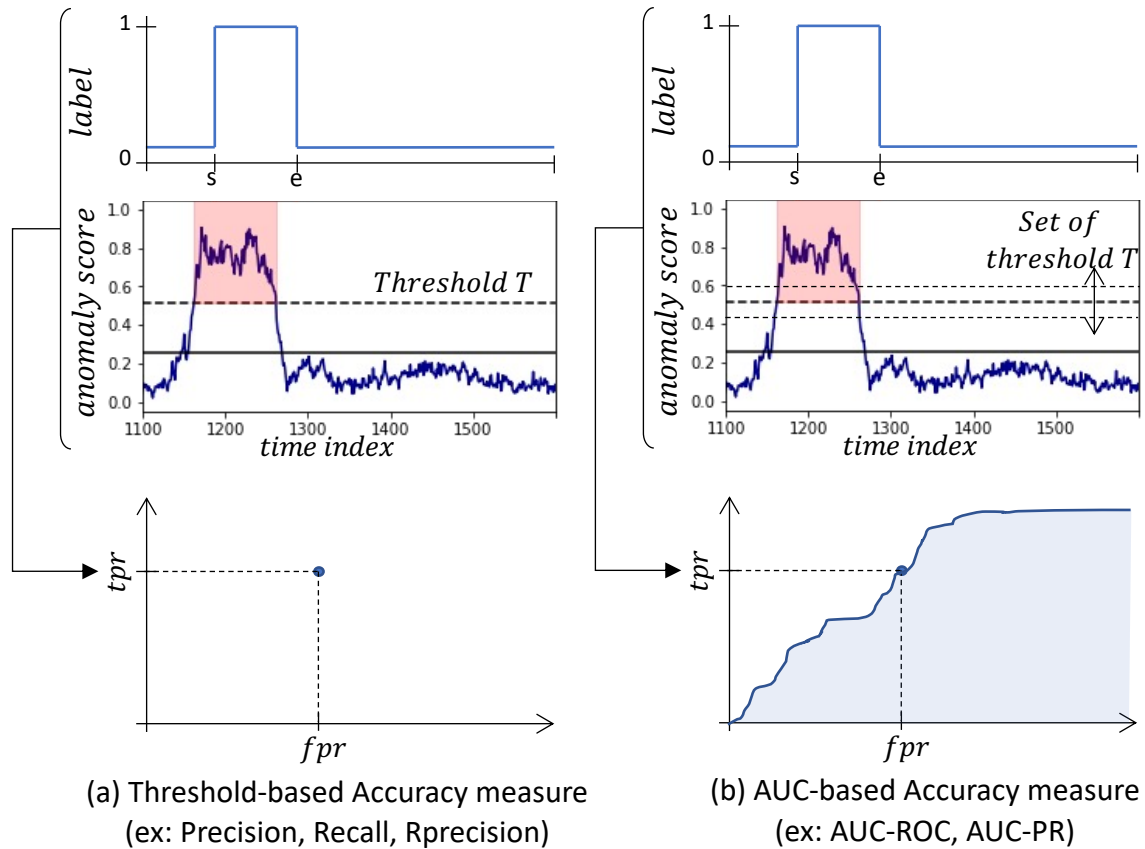 1
label
0
s
e
anomaly score
1.0
0.8
0.6
0.4
0.2
0.0
Threshold T
1100
1200
1300
1400
1500
time index
tpr
fpr
(a) Threshold-based Accuracy measure
(ex: Precision, Recall, Rprecision)
1
label
0
s
e
anomaly score
1.0
0.8
0.6
0.4
0.2
0.0
Set of
threshold T
1100
1200
1300
1400
1500
time index
tpr
fpr
(b) AUC-based Accuracy measure
(ex: AUC-ROC, AUC-PR)